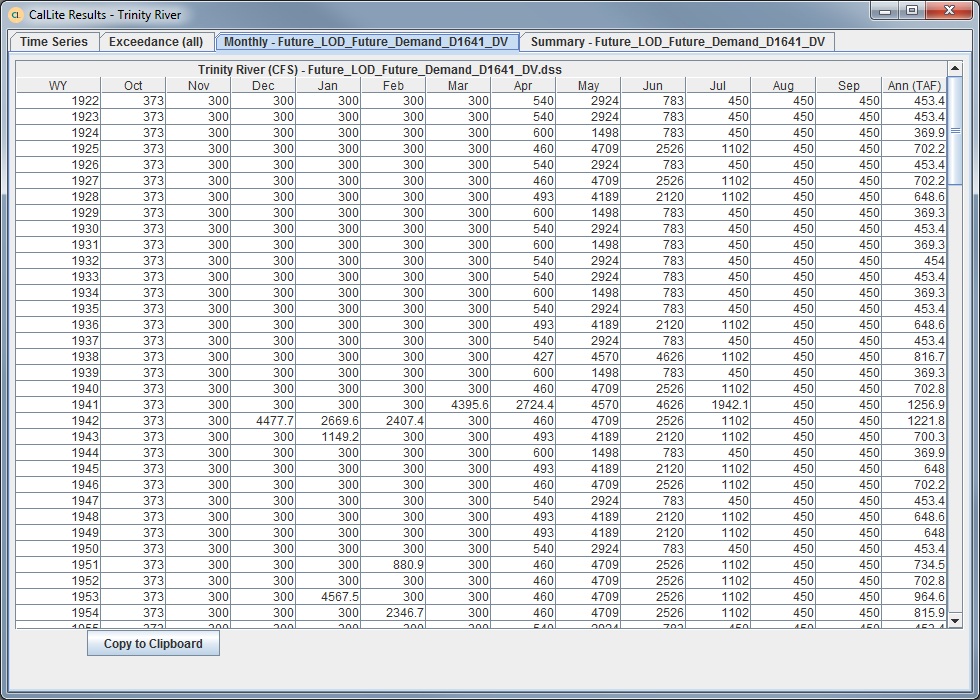 CL CalLite Results - Trinity River
Time Series Exceedance (all) Monthly - Future_LOD_Future_Demand_D1641_DV Summary - Future_LOD_Future_Demand_D1641_DV
Trinity River (CFS) - Future_LOD_Future_Demand_D1641_DV.dss
WY Oct Nov Dec Jan Feb Mar Apr May Jun Jul Aug Sep Ann (TAF)
1922 373 300 300 300 300 300 540 2924 783 450 450 450 453.4
1923 373 300 300 300 300 300 540 2924 783 450 450 450 453.4
1924 373 300 300 300 300 300 600 1498 783 450 450 450 369.9
1925 373 300 300 300 300 300 460 4709 2526 1102 450 450 702.2
1926 373 300 300 300 300 300 540 2924 783 450 450 450 453.4
1927 373 300 300 300 300 300 460 4709 2526 1102 450 450 702.2
1928 373 300 300 300 300 300 493 4189 2120 1102 450 450 648.6
1929 373 300 300 300 300 300 600 1498 783 450 450 450 369.3
1930 373 300 300 300 300 300 540 2924 783 450 450 450 453.4
1931 373 300 300 300 300 300 600 1498 783 450 450 450 369.3
1932 373 300 300 300 300 300 540 2924 783 450 450 450 454
1933 373 300 300 300 300 300 540 2924 783 450 450 450 453.4
1934 373 300 300 300 300 300 600 1498 783 450 450 450 369.3
1935 373 300 300 300 300 300 540 2924 783 450 450 450 453.4
1936 373 300 300 300 300 300 493 4189 2120 1102 450 450 648.6
1937 373 300 300 300 300 300 540 2924 783 450 450 450 453.4
1938 373 300 300 300 300 300 427 4570 4626 1102 450 450 816.7
1939 373 300 300 300 300 300 600 1498 783 450 450 450 369.3
1940 373 300 300 300 300 300 460 4709 2526 1102 450 450 702.8
1941 373 300 300 300 300 4395.6 2724.4 4570 4626 1942.1 450 450 1256.9
1942 373 300 4477.7 2669.6 2407.4 300 460 4709 2526 1102 450 450 1221.8
1943 373 300 300 1149.2 300 300 493 4189 2120 1102 450 450 700.3
1944 373 300 300 300 300 300 600 1498 783 450 450 450 369.9
1945 373 300 300 300 300 300 493 4189 2120 1102 450 450 648
1946 373 300 300 300 300 300 460 4709 2526 1102 450 450 702.2
1947 373 300 300 300 300 300 540 2924 783 450 450 450 453.4
1948 373 300 300 300 300 300 493 4189 2120 1102 450 450 648.6
1949 373 300 300 300 300 300 493 4189 2120 1102 450 450 648
1950 373 300 300 300 300 300 540 2924 783 450 450 450 453.4
1951 373 300 300 300 880.9 300 460 4709 2526 1102 450 450 734.5
1952 373 300 300 300 300 300 460 4709 2526 1102 450 450 702.8
1953 373 300 300 4567.5 300 300 460 4709 2526 1102 450 450 964.6
1954 373 300 300 300 2346.7 300 460 4709 2526 1102 450 450 815.9
Copy to Clipboard